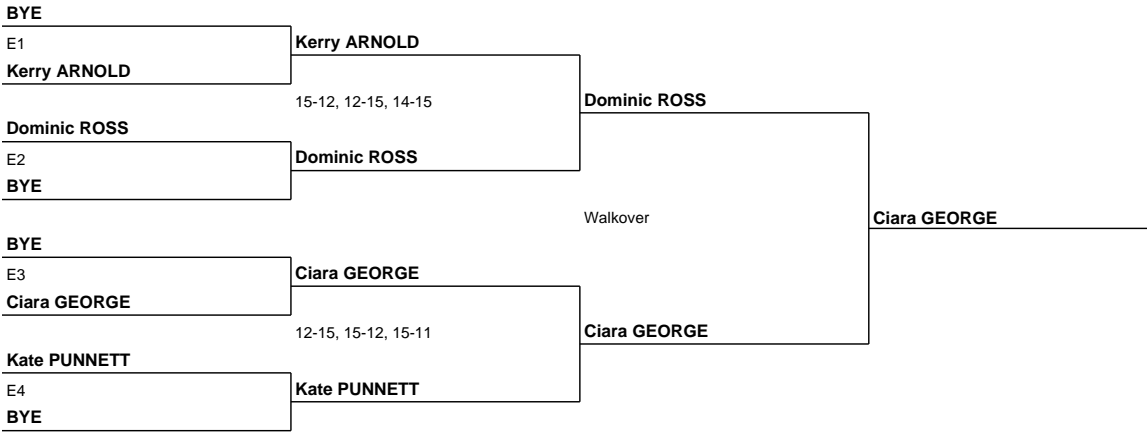 BYE
E1
Kerry ARNOLD
Kerry ARNOLD
15-12, 12-15, 14-15
Dominic ROSS
Dominic ROSS
E2
Dominic ROSS
BYE
Walkover
Ciara GEORGE
BYE
E3
Ciara GEORGE
Ciara GEORGE
12-15, 15-12, 15-11
Ciara GEORGE
Kate PUNNETT
E4
Kate PUNNETT
BYE